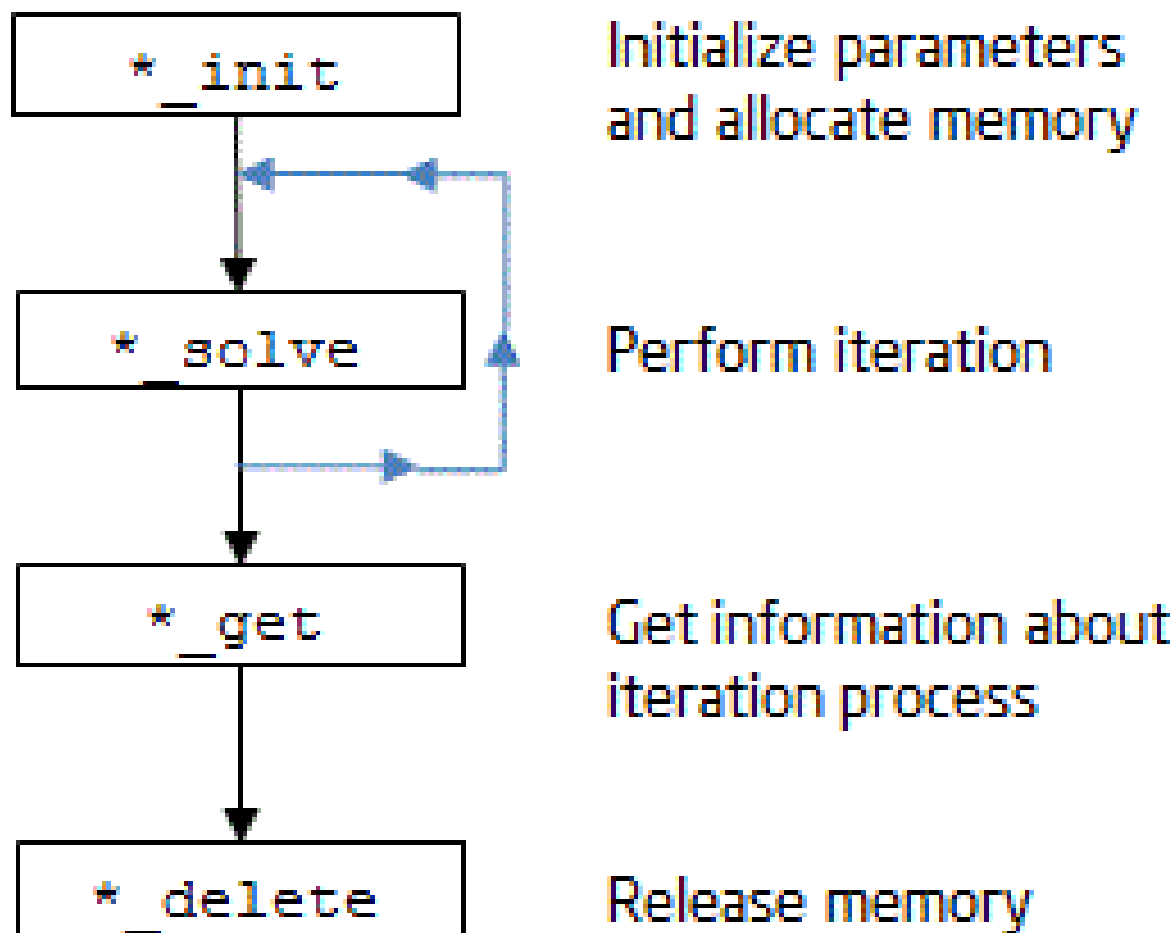 *_init
Initialize parameters
and allocate memory
*_solve
Perform iteration
*_get
Get information about
iteration process
*_delete
Release memory